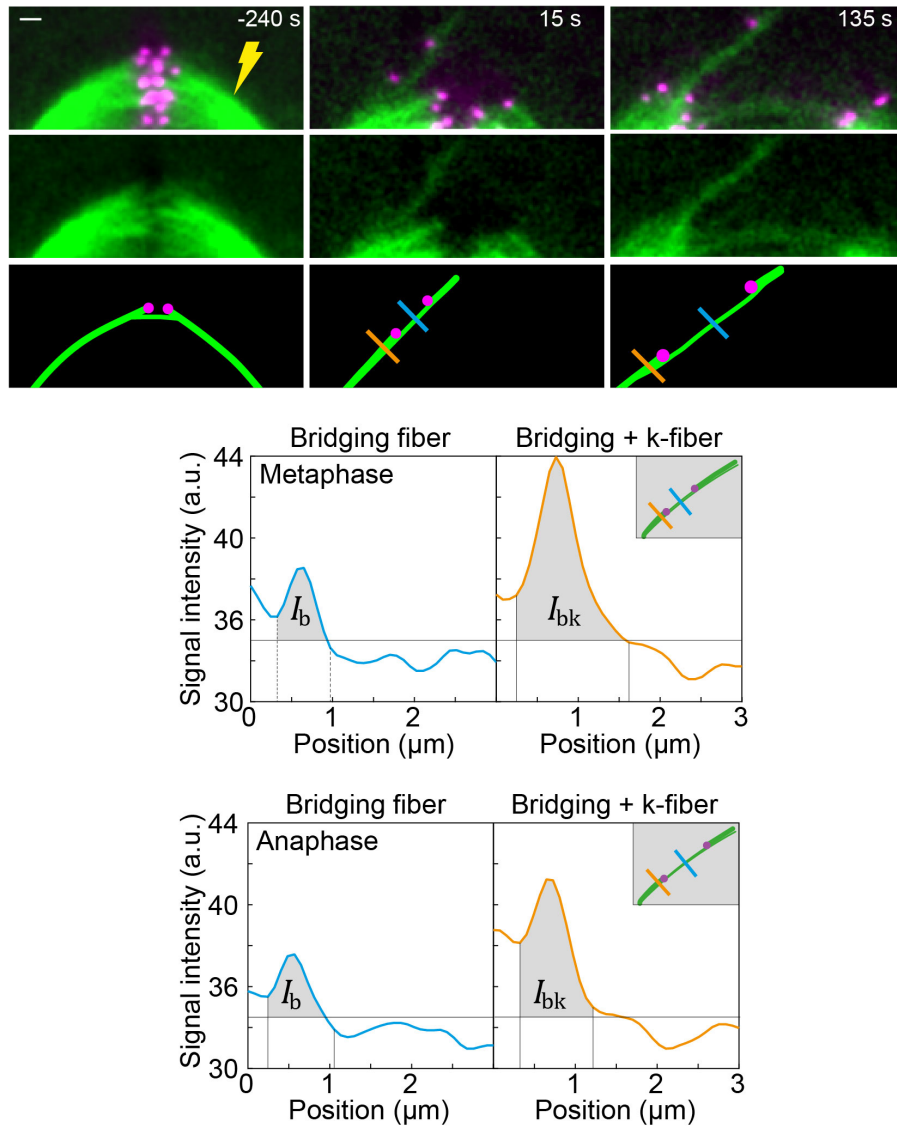 -240 s
15 s
135 s
Bridging fiber
Bridging + k-fiber
Metaphase
Signal intensity (a.u.)
44
40
36
30
I_b
I_bk
0
1
2
1
2
3
Position (µm)
Position (µm)
Bridging fiber
Bridging + k-fiber
Anaphase
Signal intensity (a.u.)
44
40
36
30
I_b
I_bk
0
1
2
1
2
3
Position (µm)
Position (µm)